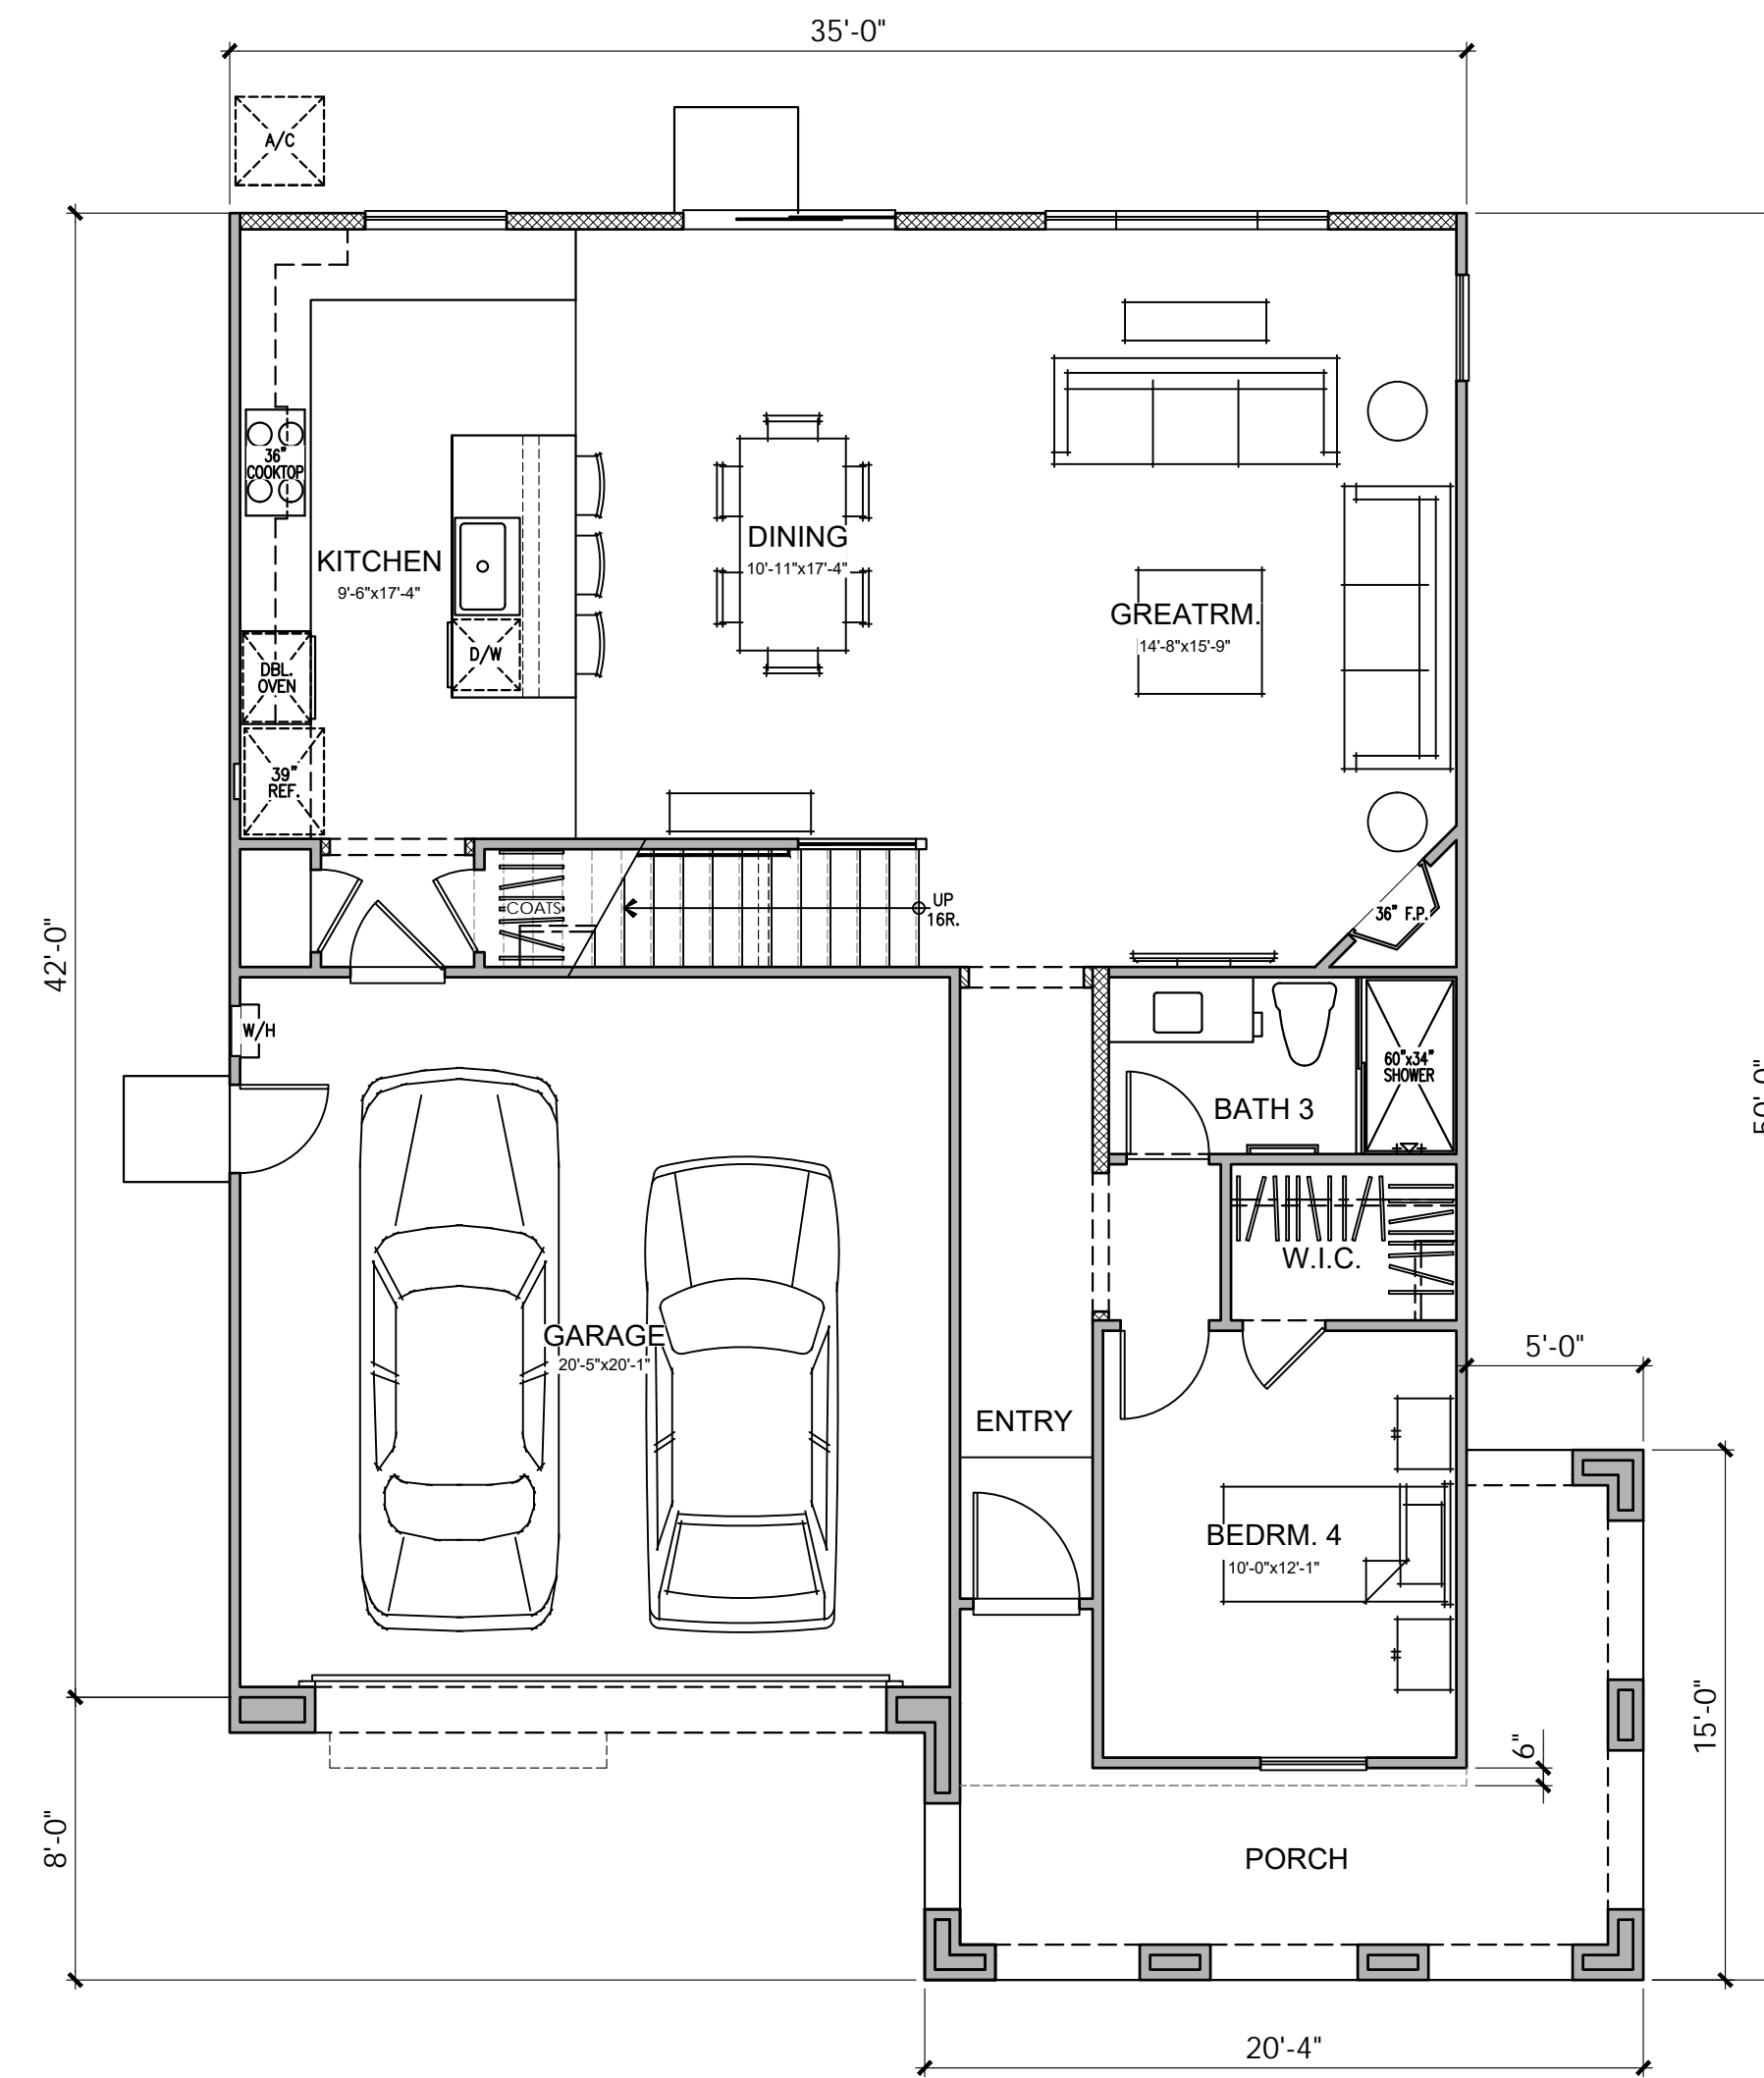 35'-0"
A/C
36"
COOKTOP
KITCHEN
9'-6"x17'-4"
DINING
10'-11"x17'-4"
GREATRM.
14'-8"x15'-9"
D/W
DBL.
OVEN
39"
REF.
COATS
UP
16R.
36" F.P.
42'-0"
W/H
60"x34"
SHOWER
BATH 3
50'-0"
W.I.C.
GARAGE
20'-5"x20'-1"
5'-0"
ENTRY
BEDRM. 4
10'-0"x12'-1"
15'-0"
6"
8'-0"
PORCH
20'-4"